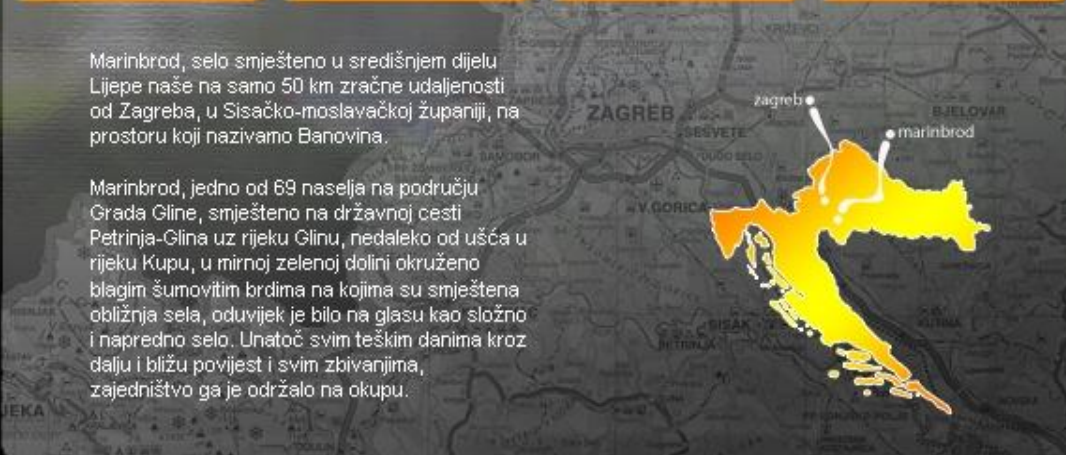 Marinbrod, selo smješteno u središnjem dijelu
Lijepe naše na samo 50 km zračne udaljenosti
od Zagreba, u Sisačko-moslavačkoj županiji, na
prostoru koji nazivamo Banovina.
Marinbrod, jedno od 69 naselja na području
Grada Gline, smješteno na državnoj cesti
Petrinja-Glina uz rijeku Glinu, nedaleko od ušća u
rijeku Kupu, u mirnoj zelenoj dolini okruženo
blagim šumovitim brdima na kojima su smještena
obližnja sela, oduvijek je bilo na glasu kao složno
i napredno selo. Unatoč svim teškim danima kroz
dalju i bližu povijest i svim zbivanjima,
zajedništvo ga je održalo na okupu.
zagreb
marinbrod
ZAGREB
SESVETE
BJELOVAR
SAMOBOR
DUGO SELO
V. GORICA
SISAK
PETRINJA
KUTINA
JEKA